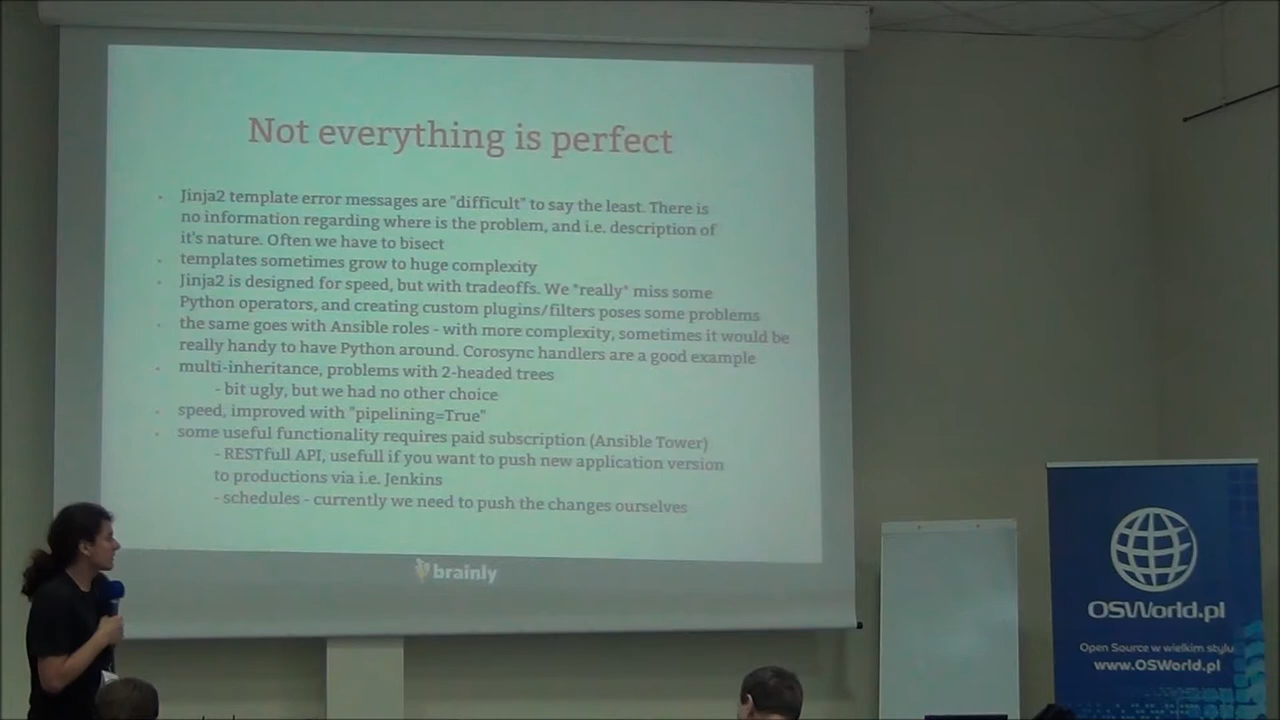 Not everything is perfect
Jinja2 template error messages are "difficult" to say the least. There is
no information regarding where is the problem, and i.e. description of
it's nature. Often we have to bisect
templates sometimes grow to huge complexity
Jinja2 is designed for speed, but with tradeoffs. We *really* miss some
Python operators, and creating custom plugins/filters poses some problems
the same goes with Ansible roles - with more complexity, sometimes it would be
really handy to have Python around. Corosync handlers are a good example
multi-inheritance, problems with 2-headed trees
- bit ugly, but we had no other choice
speed, improved with "pipelining=True"
some useful functionality requires paid subscription (Ansible Tower)
- RESTfull API, usefull if you want to push new application version
to productions via i.e. Jenkins
- schedules - currently we need to push the changes ourselves
brainly
OSWorld.pl
Open Source w wielkim stylu
www.OSWorld.pl